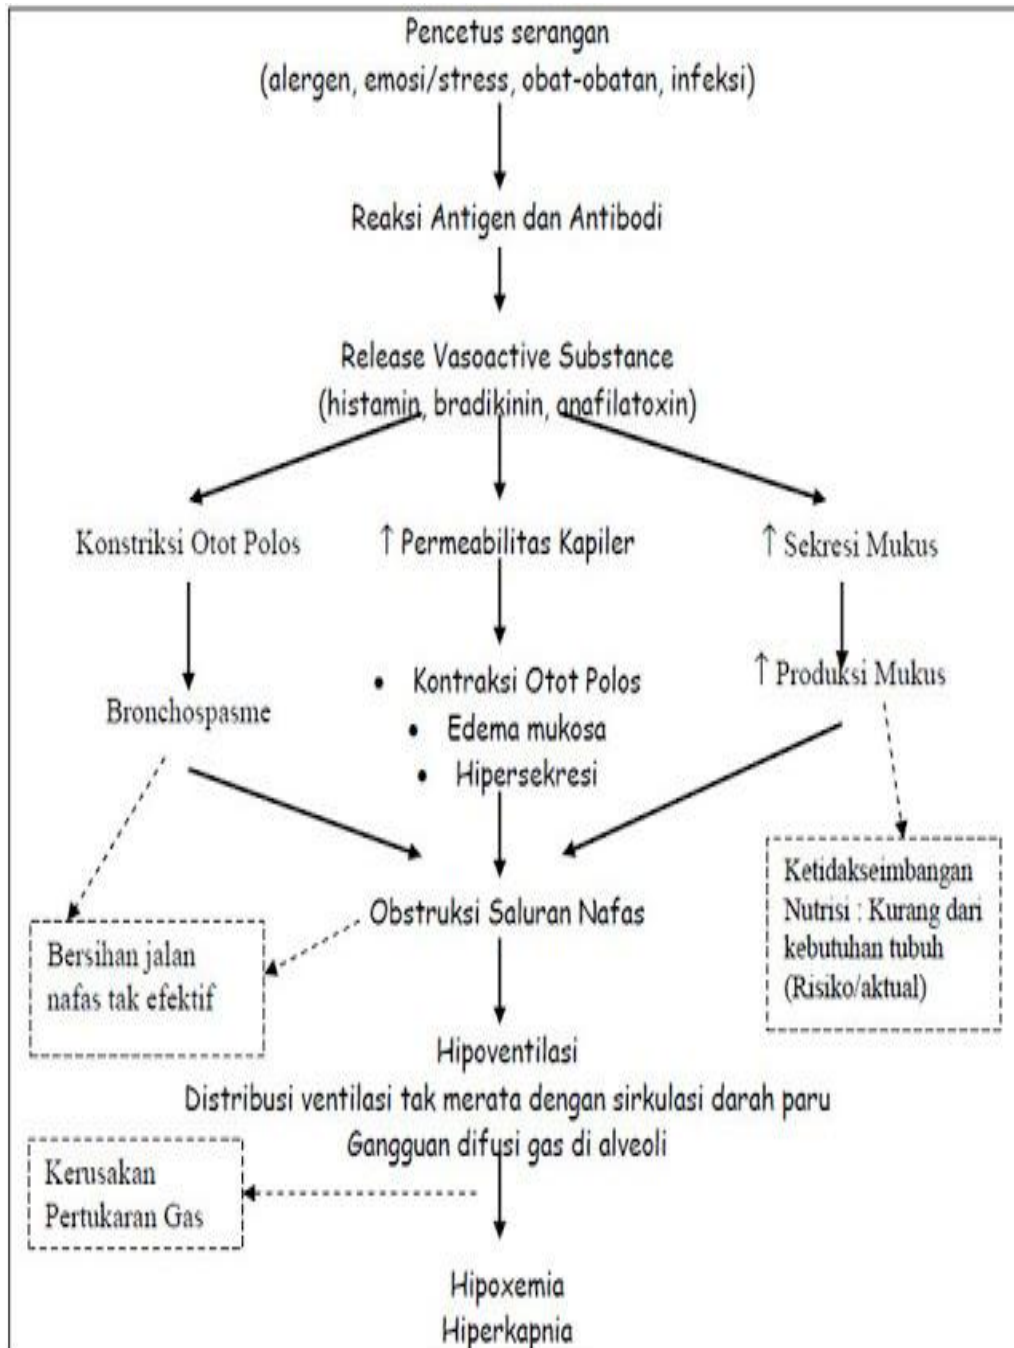 Pencetus serangan
(alergen, emosi/stress, obat-obatan, infeksi)
Reaksi Antigen dan Antibodi
Release Vasoactive Substance
(histamin, bradikinin, anafilatoxin)
Konstriksi Otot Polos
↑ Permeabilitas Kapiler
↑ Sekresi Mukus
Bronchospasme
• Kontraksi Otot Polos
• Edema mukosa
• Hipersekresi
↑ Produksi Mukus
Obstruksi Saluran Nafas
Bersihan jalan
nafas tak efektif
Ketidakseimbangan
Nutrisi : Kurang dari
kebutuhan tubuh
(Risiko/aktual)
Hipoventilasi
Distribusi ventilasi tak merata dengan sirkulasi darah paru
Gangguan difusi gas di alveoli
Kerusakan
Pertukaran Gas
Hipoxemia
Hiperkapnia